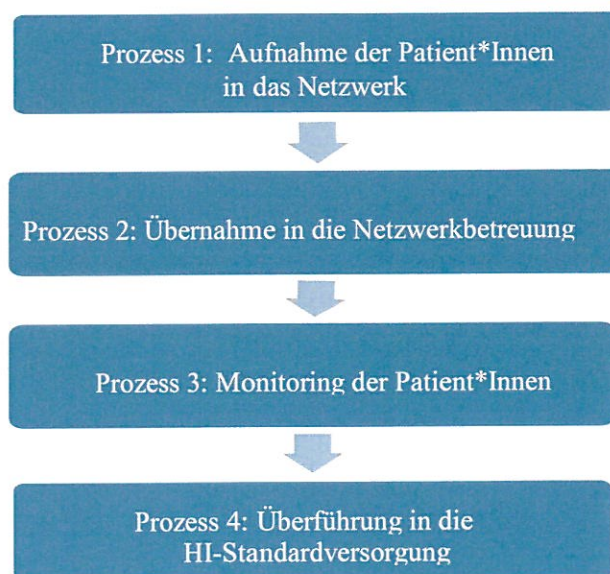 Prozess 1: Aufnahme der Patient*Innen
in das Netzwerk
Prozess 2: Übernahme in die Netzwerkbetreuung
Prozess 3: Monitoring der Patient*Innen
Prozess 4: Überführung in die
HI-Standardversorgung